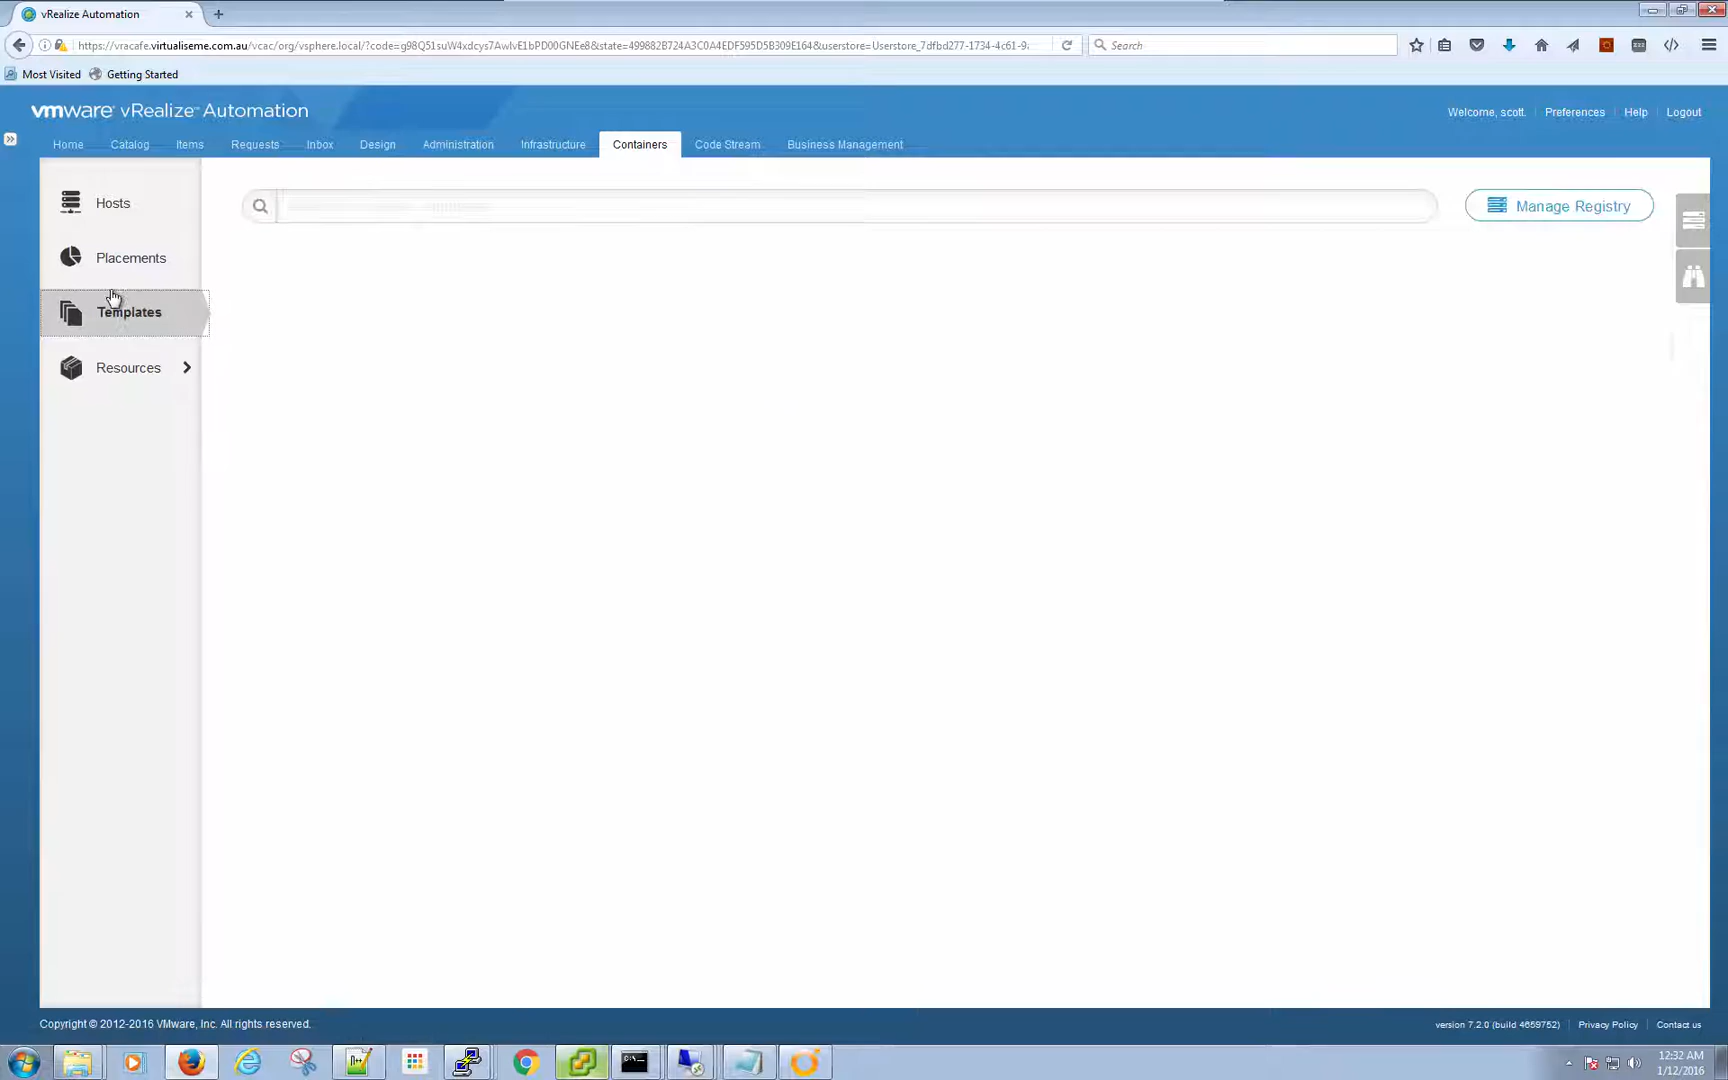 vRealize Automation
https://vracafe.virtualiseme.com.au/vcac/org/vsphere.local/?code=g98Q51suW4xdcys7AwlvE1bPD00GNEe8&state=499882B724A3C0A4EDF595D5B309E164&userstore=Userstore_7dfbd277-1734-4c61-9
Search
Most Visited
Getting Started
vmware vRealize Automation
Welcome, scott.
Preferences
Help
Logout
Home
Catalog
Items
Requests
Inbox
Design
Administration
Infrastructure
Containers
Code Stream
Business Management
Hosts
Placements
Templates
Resources
Manage Registry
Copyright © 2012-2016 VMware, Inc. All rights reserved.
version 7.2.0 (build 4659752)
Privacy Policy
Contact us
12:32 AM
1/12/2016